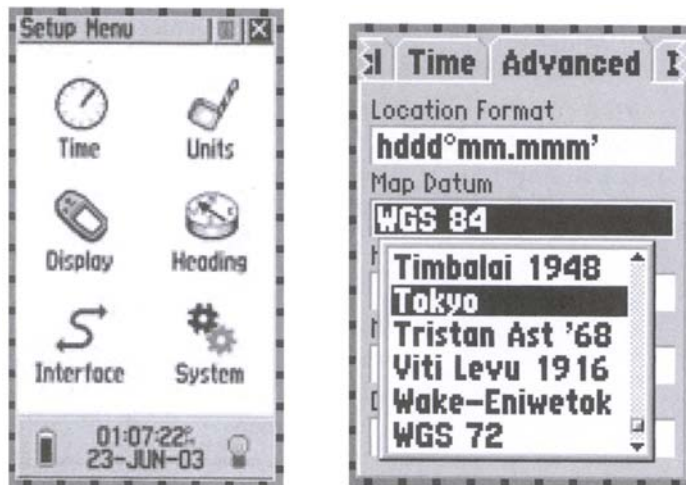 Setup Menu
Time
Units
Display
Heading
Interface
System
01:07:22
23-JUN-03
Time
Advanced
Location Format
hddd°mm.mmm'
Map Datum
WGS 84
Timbalai 1948
Tokyo
Tristan Ast '68
Viti Levu 1916
Wake-Eniwetok
WGS 72